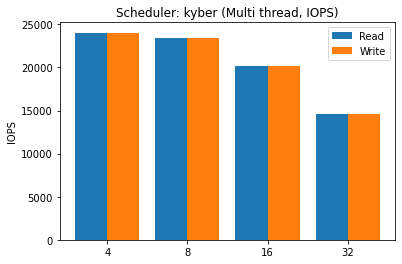 Scheduler: kyber (Multi thread, IOPS)
Read
Write
25000
20000
15000
10000
5000
0
IOPS
4 8 16 32